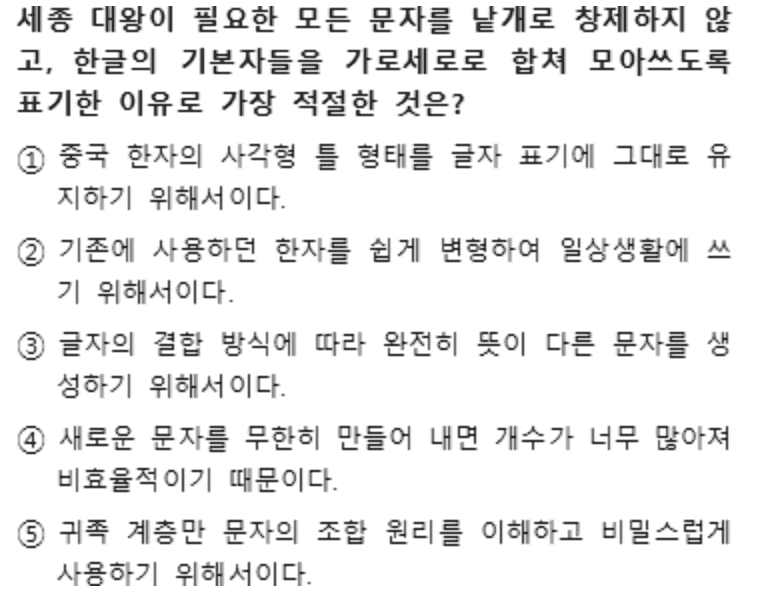 세종 대왕이 필요한 모든 문자를 낱개로 창제하지 않
고, 한글의 기본자들을 가로세로로 합쳐 모아쓰도록
표기한 이유로 가장 적절한 것은?
① 중국 한자의 사각형 틀 형태를 글자 표기에 그대로 유
지하기 위해서이다.
② 기존에 사용하던 한자를 쉽게 변형하여 일상생활에 쓰
기 위해서이다.
③ 글자의 결합 방식에 따라 완전히 뜻이 다른 문자를 생
성하기 위해서이다.
④ 새로운 문자를 무한히 만들어 내면 개수가 너무 많아져
비효율적이기 때문이다.
⑤ 귀족 계층만 문자의 조합 원리를 이해하고 비밀스럽게
사용하기 위해서이다.